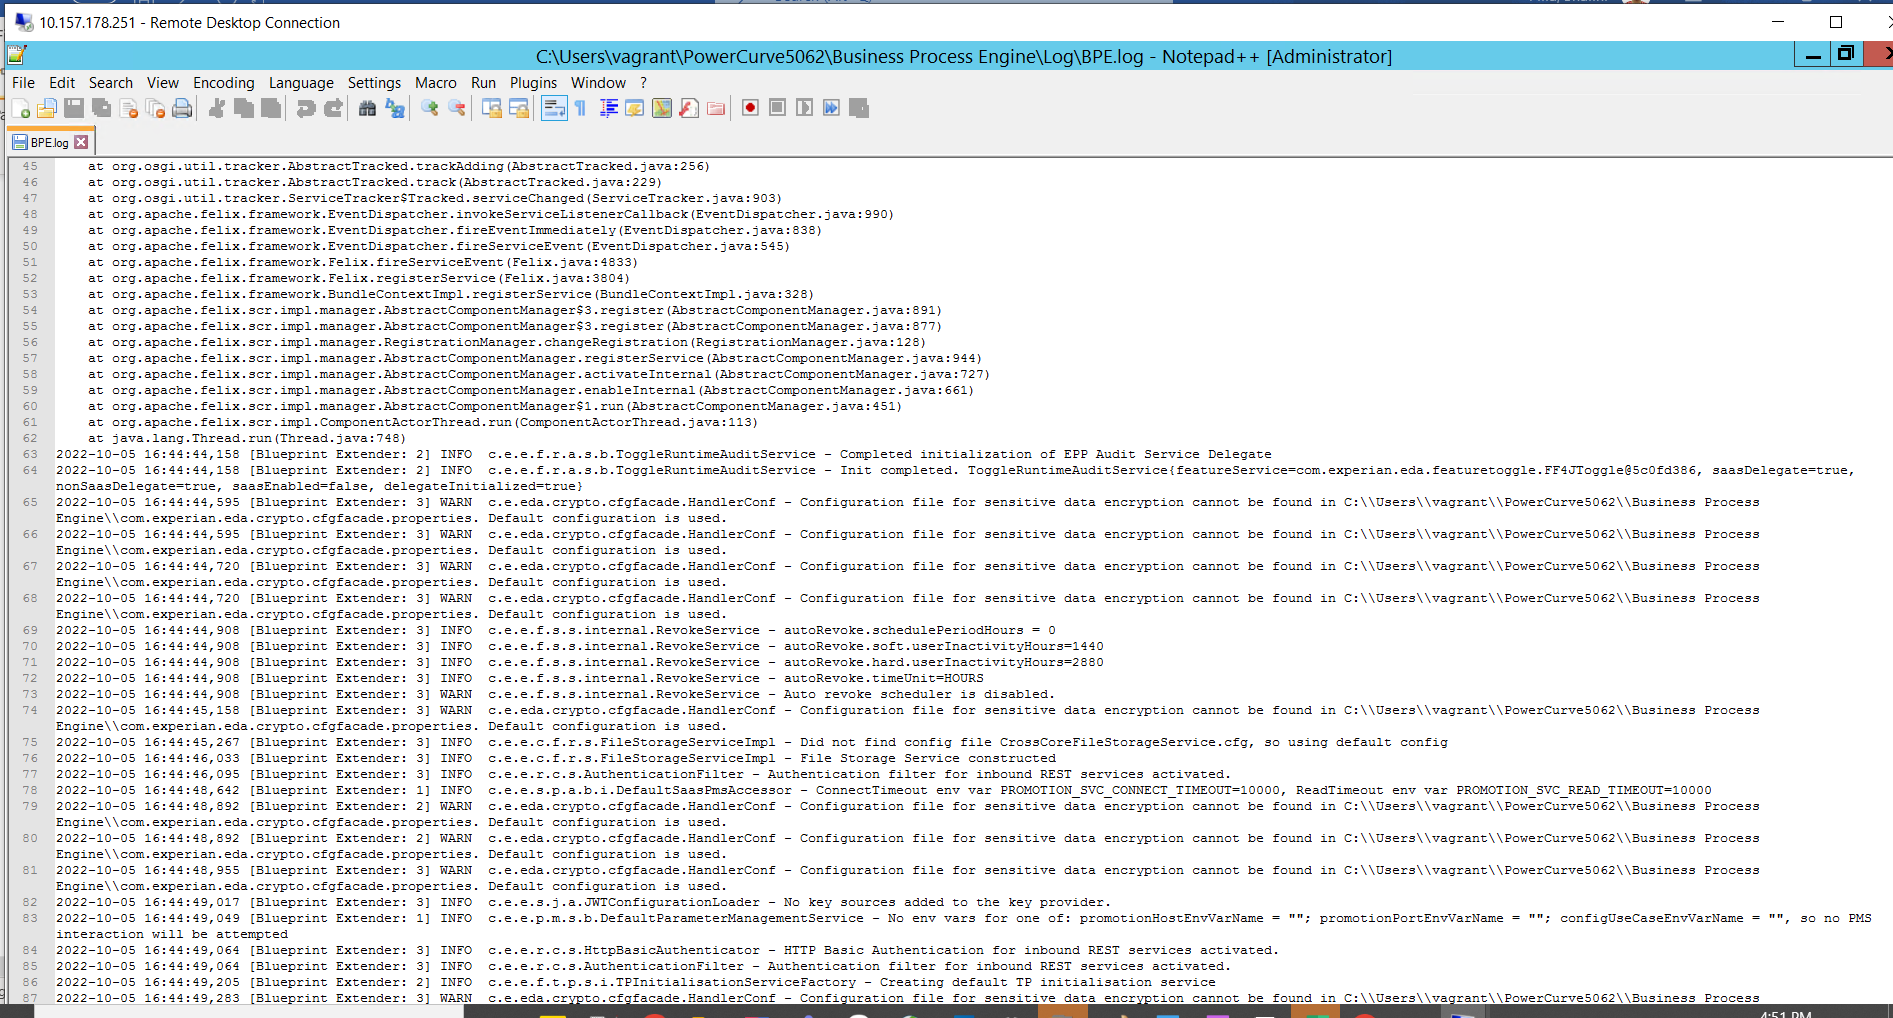 10.157.178.251 - Remote Desktop Connection
C:\Users\vagrant\PowerCurve5062\Business Process Engine\Log\BPE.log - Notepad++ [Administrator]
File Edit Search View Encoding Language Settings Macro Run Plugins Window ?
BPE.log
45 at org.osgi.util.tracker.AbstractTracked.trackAdding(AbstractTracked.java:256)
46 at org.osgi.util.tracker.AbstractTracked.track(AbstractTracked.java:229)
47 at org.osgi.util.tracker.ServiceTracker$Tracked.serviceChanged(ServiceTracker.java:903)
48 at org.apache.felix.framework.EventDispatcher.invokeServiceListenerCallback(EventDispatcher.java:990)
49 at org.apache.felix.framework.EventDispatcher.fireEventImmediately(EventDispatcher.java:838)
50 at org.apache.felix.framework.EventDispatcher.fireServiceEvent(EventDispatcher.java:545)
51 at org.apache.felix.framework.Felix.fireServiceEvent(Felix.java:4833)
52 at org.apache.felix.framework.Felix.registerService(Felix.java:3804)
53 at org.apache.felix.framework.BundleContextImpl.registerService(BundleContextImpl.java:328)
54 at org.apache.felix.scr.impl.manager.AbstractComponentManager$3.register(AbstractComponentManager.java:891)
55 at org.apache.felix.scr.impl.manager.AbstractComponentManager$3.register(AbstractComponentManager.java:877)
56 at org.apache.felix.scr.impl.manager.RegistrationManager.changeRegistration(RegistrationManager.java:128)
57 at org.apache.felix.scr.impl.manager.AbstractComponentManager.registerService(AbstractComponentManager.java:944)
58 at org.apache.felix.scr.impl.manager.AbstractComponentManager.activateInternal(AbstractComponentManager.java:727)
59 at org.apache.felix.scr.impl.manager.AbstractComponentManager.enableInternal(AbstractComponentManager.java:661)
60 at org.apache.felix.scr.impl.manager.AbstractComponentManager$1.run(AbstractComponentManager.java:451)
61 at org.apache.felix.scr.impl.ComponentActorThread.run(ComponentActorThread.java:113)
62 at java.lang.Thread.run(Thread.java:748)
63 2022-10-05 16:44:44,158 [Blueprint Extender: 2] INFO c.e.e.f.r.a.s.b.ToggleRuntimeAuditService - Completed initialization of EPP Audit Service Delegate
64 2022-10-05 16:44:44,158 [Blueprint Extender: 2] INFO c.e.e.f.r.a.s.b.ToggleRuntimeAuditService - Init completed. ToggleRuntimeAuditService{featureService=com.experian.eda.featuretoggle.FF4JToggle@5c0fd386, saasDelegate=true,
nonSaasDelegate=true, saasEnabled=false, delegateInitialized=true}
65 2022-10-05 16:44:44,595 [Blueprint Extender: 3] WARN c.e.eda.crypto.cfgfacade.HandlerConf - Configuration file for sensitive data encryption cannot be found in C:\\Users\\vagrant\\PowerCurve5062\\Business Process
Engine\\com.experian.eda.crypto.cfgfacade.properties. Default configuration is used.
66 2022-10-05 16:44:44,595 [Blueprint Extender: 3] WARN c.e.eda.crypto.cfgfacade.HandlerConf - Configuration file for sensitive data encryption cannot be found in C:\\Users\\vagrant\\PowerCurve5062\\Business Process
Engine\\com.experian.eda.crypto.cfgfacade.properties. Default configuration is used.
67 2022-10-05 16:44:44,720 [Blueprint Extender: 3] WARN c.e.eda.crypto.cfgfacade.HandlerConf - Configuration file for sensitive data encryption cannot be found in C:\\Users\\vagrant\\PowerCurve5062\\Business Process
Engine\\com.experian.eda.crypto.cfgfacade.properties. Default configuration is used.
68 2022-10-05 16:44:44,720 [Blueprint Extender: 3] WARN c.e.eda.crypto.cfgfacade.HandlerConf - Configuration file for sensitive data encryption cannot be found in C:\\Users\\vagrant\\PowerCurve5062\\Business Process
Engine\\com.experian.eda.crypto.cfgfacade.properties. Default configuration is used.
69 2022-10-05 16:44:44,908 [Blueprint Extender: 3] INFO c.e.e.f.s.s.internal.RevokeService - autoRevoke.schedulePeriodHours = 0
70 2022-10-05 16:44:44,908 [Blueprint Extender: 3] INFO c.e.e.f.s.s.internal.RevokeService - autoRevoke.soft.userInactivityHours=1440
71 2022-10-05 16:44:44,908 [Blueprint Extender: 3] INFO c.e.e.f.s.s.internal.RevokeService - autoRevoke.hard.userInactivityHours=2880
72 2022-10-05 16:44:44,908 [Blueprint Extender: 3] INFO c.e.e.f.s.s.internal.RevokeService - autoRevoke.timeUnit=HOURS
73 2022-10-05 16:44:44,908 [Blueprint Extender: 3] WARN c.e.e.f.s.s.internal.RevokeService - Auto revoke scheduler is disabled.
74 2022-10-05 16:44:45,158 [Blueprint Extender: 3] WARN c.e.eda.crypto.cfgfacade.HandlerConf - Configuration file for sensitive data encryption cannot be found in C:\\Users\\vagrant\\PowerCurve5062\\Business Process
Engine\\com.experian.eda.crypto.cfgfacade.properties. Default configuration is used.
75 2022-10-05 16:44:45,267 [Blueprint Extender: 3] INFO c.e.e.c.f.r.s.FileStorageServiceImpl - Did not find config file CrossCoreFileStorageService.cfg, so using default config
76 2022-10-05 16:44:46,033 [Blueprint Extender: 3] INFO c.e.e.c.f.r.s.FileStorageServiceImpl - File Storage Service constructed
77 2022-10-05 16:44:46,095 [Blueprint Extender: 3] INFO c.e.e.r.c.s.AuthenticationFilter - Authentication filter for inbound REST services activated.
78 2022-10-05 16:44:48,642 [Blueprint Extender: 1] INFO c.e.e.s.p.a.b.i.DefaultSaasPmsAccessor - ConnectTimeout env var PROMOTION_SVC_CONNECT_TIMEOUT=10000, ReadTimeout env var PROMOTION_SVC_READ_TIMEOUT=10000
79 2022-10-05 16:44:48,892 [Blueprint Extender: 2] WARN c.e.eda.crypto.cfgfacade.HandlerConf - Configuration file for sensitive data encryption cannot be found in C:\\Users\\vagrant\\PowerCurve5062\\Business Process
Engine\\com.experian.eda.crypto.cfgfacade.properties. Default configuration is used.
80 2022-10-05 16:44:48,892 [Blueprint Extender: 2] WARN c.e.eda.crypto.cfgfacade.HandlerConf - Configuration file for sensitive data encryption cannot be found in C:\\Users\\vagrant\\PowerCurve5062\\Business Process
Engine\\com.experian.eda.crypto.cfgfacade.properties. Default configuration is used.
81 2022-10-05 16:44:48,955 [Blueprint Extender: 3] WARN c.e.eda.crypto.cfgfacade.HandlerConf - Configuration file for sensitive data encryption cannot be found in C:\\Users\\vagrant\\PowerCurve5062\\Business Process
Engine\\com.experian.eda.crypto.cfgfacade.properties. Default configuration is used.
82 2022-10-05 16:44:49,017 [Blueprint Extender: 3] INFO c.e.e.s.j.a.JWTConfigurationLoader - No key sources added to the key provider.
83 2022-10-05 16:44:49,049 [Blueprint Extender: 1] INFO c.e.e.p.m.s.b.DefaultParameterManagementService - No env vars for one of: promotionHostEnvVarName = ""; promotionPortEnvVarName = ""; configUseCaseEnvVarName = "", so no PMS
interaction will be attempted
84 2022-10-05 16:44:49,064 [Blueprint Extender: 3] INFO c.e.e.r.c.s.HttpBasicAuthenticator - HTTP Basic Authentication for inbound REST services activated.
85 2022-10-05 16:44:49,064 [Blueprint Extender: 3] INFO c.e.e.r.c.s.AuthenticationFilter - Authentication filter for inbound REST services activated.
86 2022-10-05 16:44:49,205 [Blueprint Extender: 2] INFO c.e.e.f.t.p.s.i.TPInitialisationServiceFactory - Creating default TP initialisation service
87 2022-10-05 16:44:49,283 [Blueprint Extender: 3] WARN c.e.eda.crypto.cfgfacade.HandlerConf - Configuration file for sensitive data encryption cannot be found in C:\\Users\\vagrant\\PowerCurve5062\\Business Process
4:51 PM